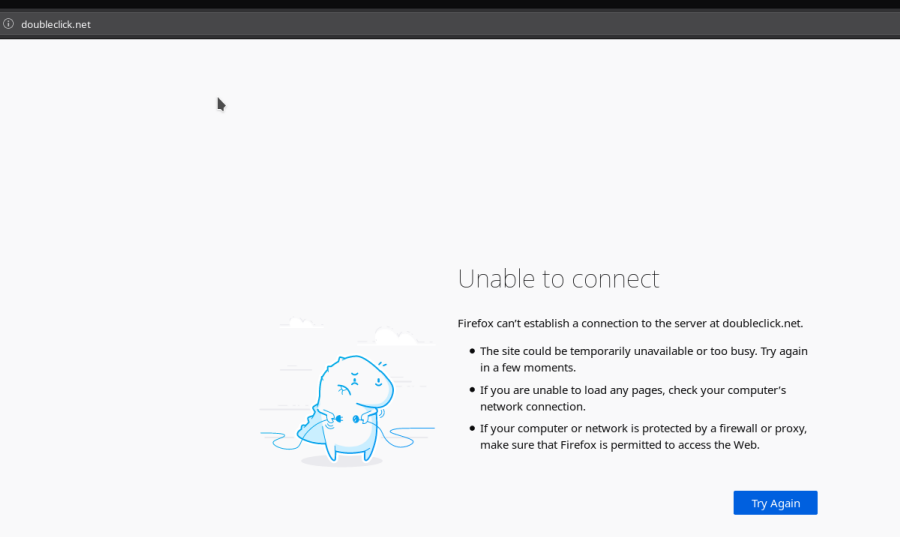 doubleclick.net
Unable to connect
Firefox can’t establish a connection to the server at doubleclick.net.
The site could be temporarily unavailable or too busy. Try again
in a few moments.
If you are unable to load any pages, check your computer’s
network connection.
If your computer or network is protected by a firewall or proxy,
make sure that Firefox is permitted to access the Web.
Try Again